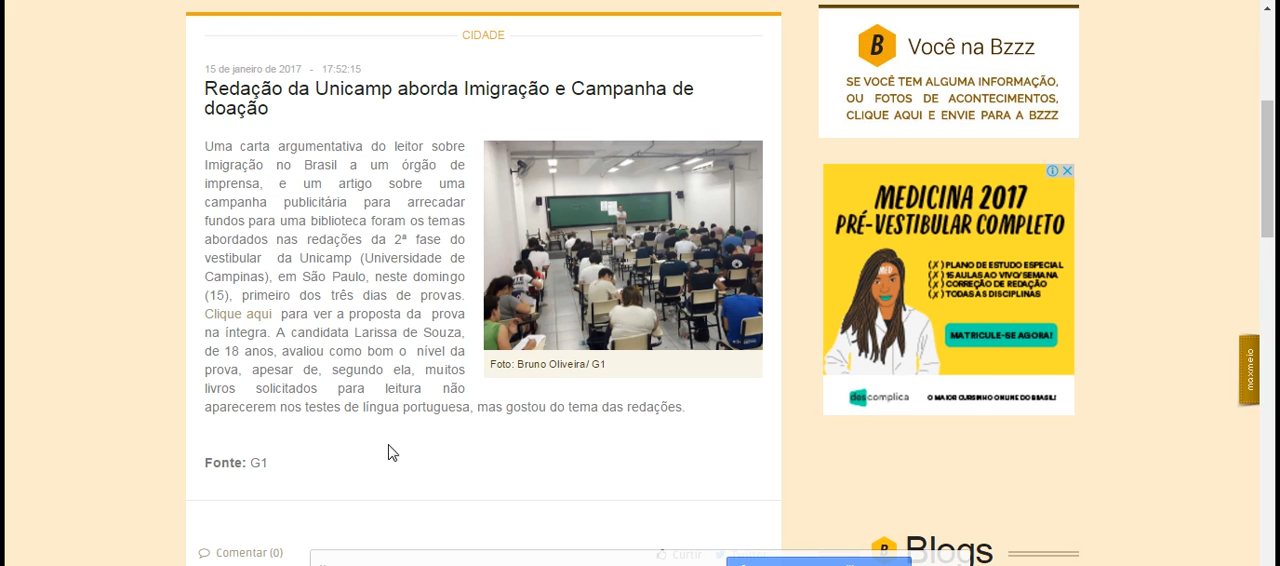 CIDADE
15 de janeiro de 2017 - 17:52:15
Redação da Unicamp aborda Imigração e Campanha de
doação
Uma carta argumentativa do leitor sobre
Imigração no Brasil a um órgão de
imprensa, e um artigo sobre uma
campanha publicitária para arrecadar
fundos para uma biblioteca foram os temas
abordados nas redações da 2ª fase do
vestibular da Unicamp (Universidade de
Campinas), em São Paulo, neste domingo
(15), primeiro dos três dias de provas.
Clique aqui para ver a proposta da prova
na íntegra. A candidata Larissa de Souza,
de 18 anos, avaliou como bom o nível da
prova, apesar de, segundo ela, muitos
livros solicitados para leitura não
aparecerem nos testes de língua portuguesa, mas gostou do tema das redações.
Foto: Bruno Oliveira/ G1
Fonte: G1
Comentar (0)
Curtir
B Você na Bzzz
SE VOCÊ TEM ALGUMA INFORMAÇÃO,
OU FOTOS DE ACONTECIMENTOS,
CLIQUE AQUI E ENVIE PARA A BZZZ
MEDICINA 2017
PRÉ-VESTIBULAR COMPLETO
MED
(X) PLANO DE ESTUDO ESPECIAL
(X) 15 AULAS AO VIVO/SEMANA
(X) CORREÇÃO DE REDAÇÃO
(X) TODAS AS DISCIPLINAS
MATRICULE-SE AGORA!
descomplica O MAIOR CURSINHO ONLINE DO BRASIL!
maxmeio
B Blogs